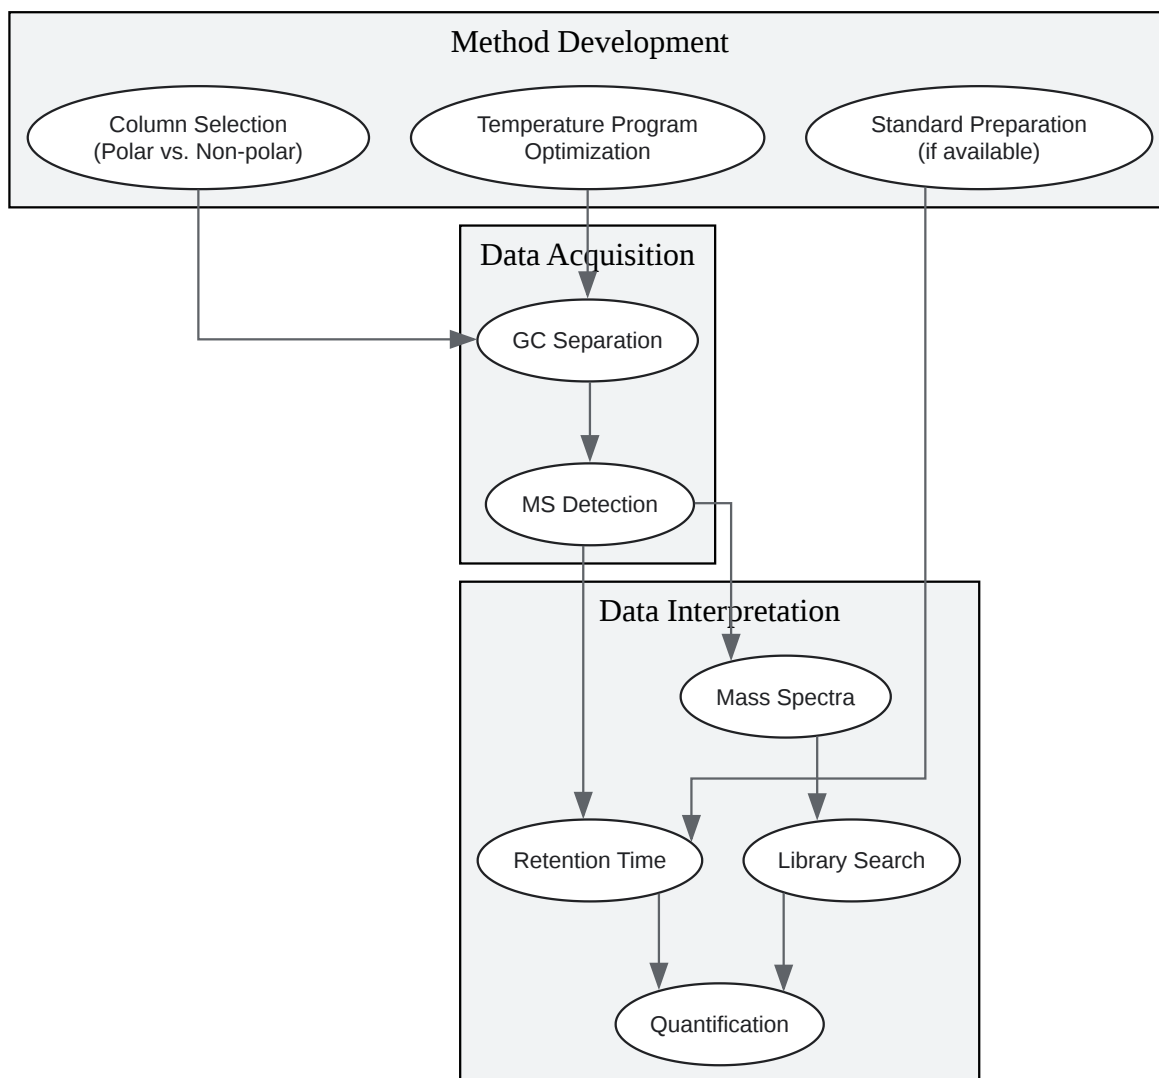 Method Development
Column Selection
(Polar vs. Non-polar)
Temperature Program
Optimization
Standard Preparation
(if available)
Data Acquisition
GC Separation
MS Detection
Data Interpretation
Mass Spectra
Retention Time
Library Search
Quantification